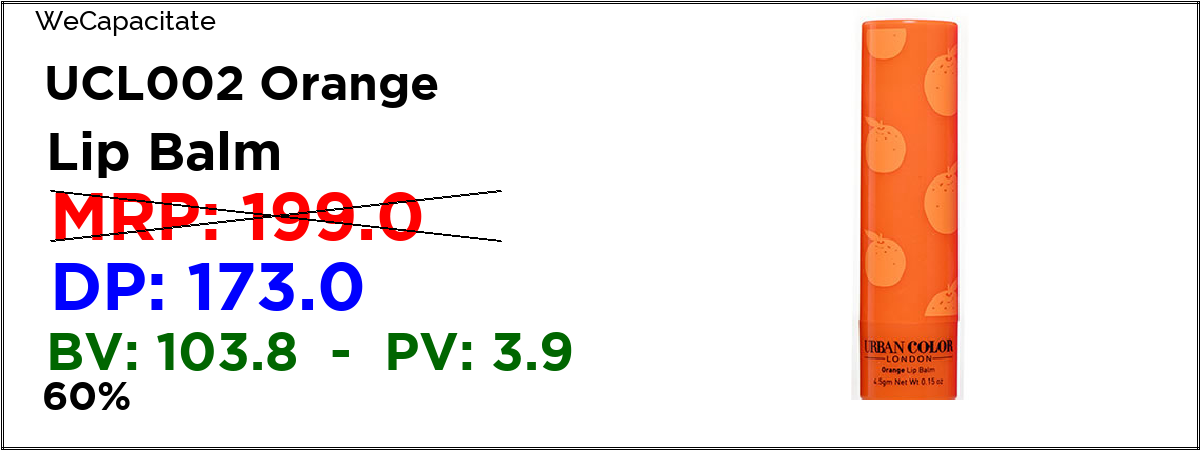 WeCapacitate
UCL002 Orange
Lip Balm
MRP: 199.0
DP: 173.0
BV: 103.8 - PV: 3.9
60%
URBAN COLOR
LONDON
Orange Lip Balm
4.5gm Net Wt. 0.15 oz